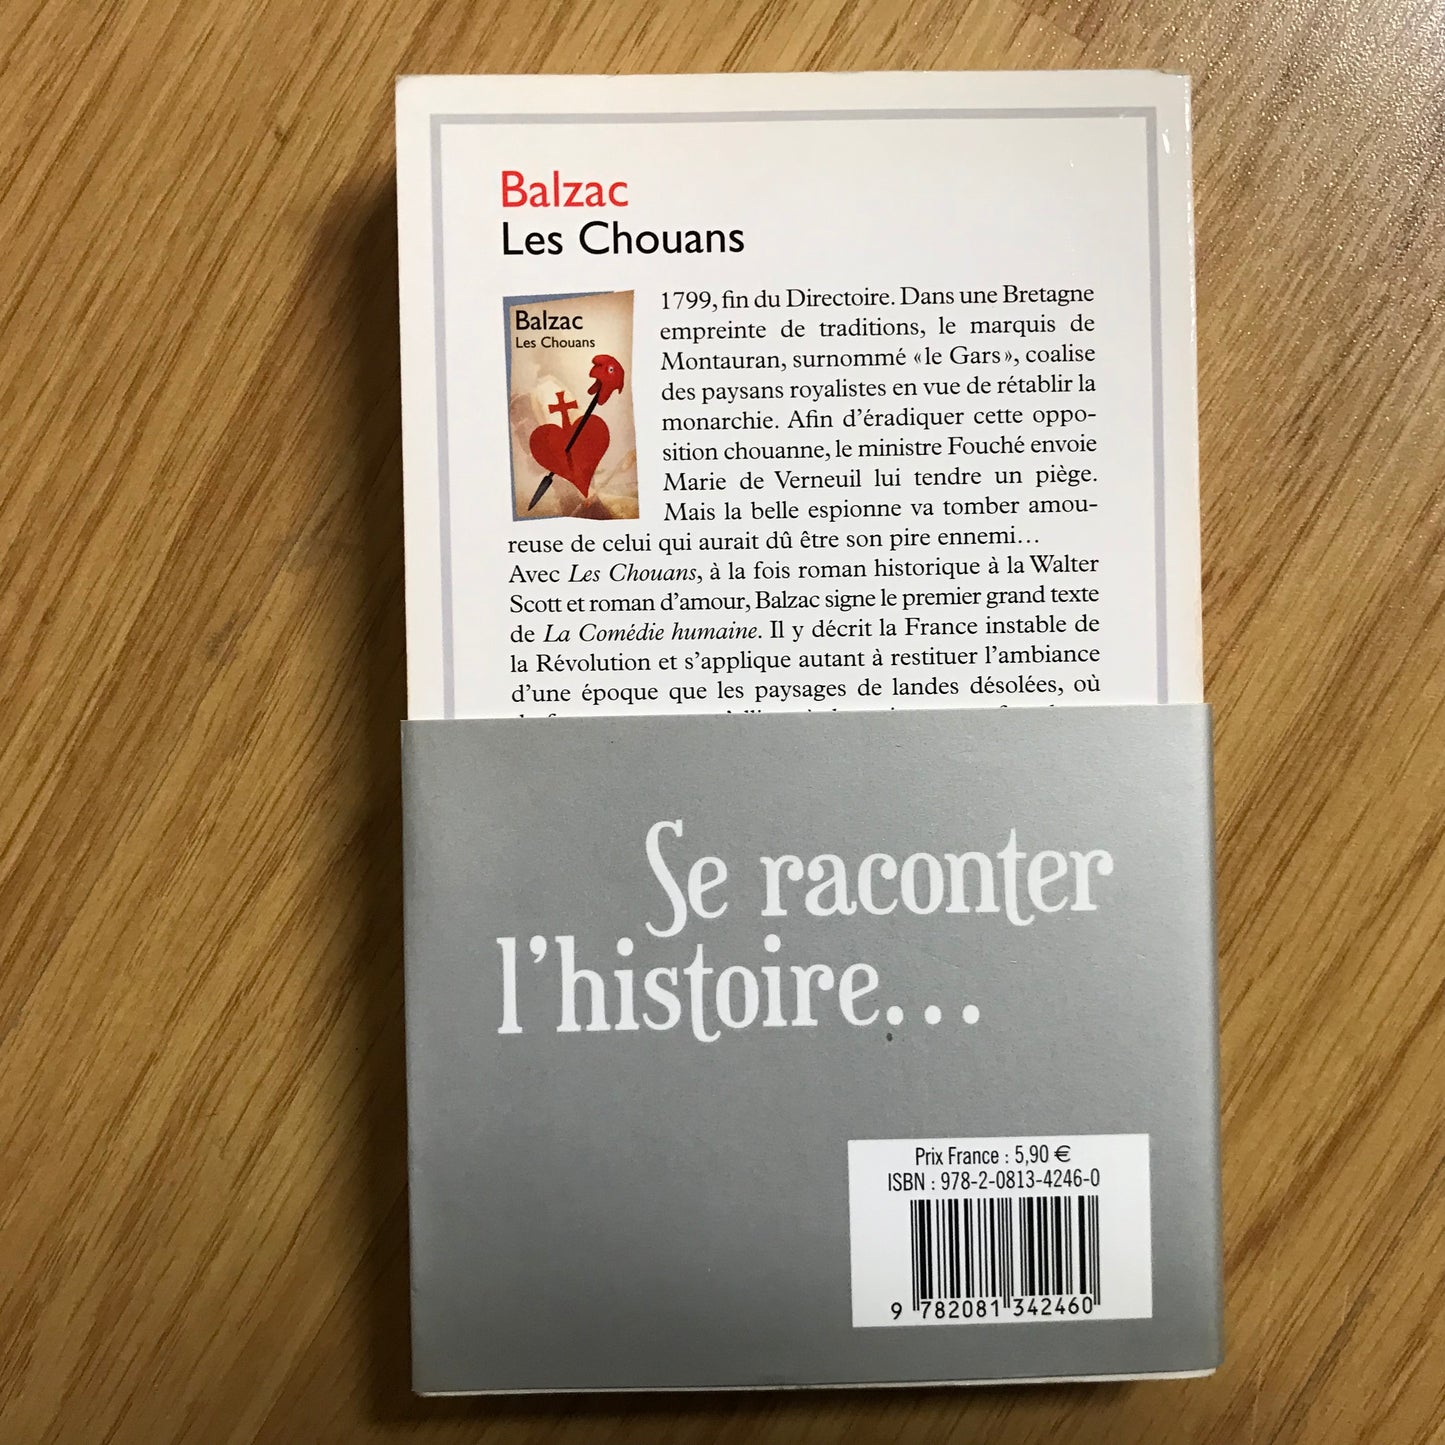 Balzac
Les Chouans
Balzac
Les Chouans
1799, fin du Directoire. Dans une Bretagne
empreinte de traditions, le marquis de
Montauran, surnommé «le Gars», coalise
des paysans royalistes en vue de rétablir la
monarchie. Afin d'éradiquer cette oppo-
sition chouanne, le ministre Fouché envoie
Marie de Verneuil lui tendre un piège.
Mais la belle espionne va tomber amou-
reuse de celui qui aurait dû être son pire ennemi…
Avec Les Chouans, à la fois roman historique à la Walter
Scott et roman d'amour, Balzac signe le premier grand texte
de La Comédie humaine. Il y décrit la France instable de
la Révolution et s'applique autant à restituer l'ambiance
d'une époque que les paysages de landes désolées, où
Se raconter
l'histoire...
Prix France : 5,90 €
ISBN : 978-2-0813-4246-0
9 782081 342460